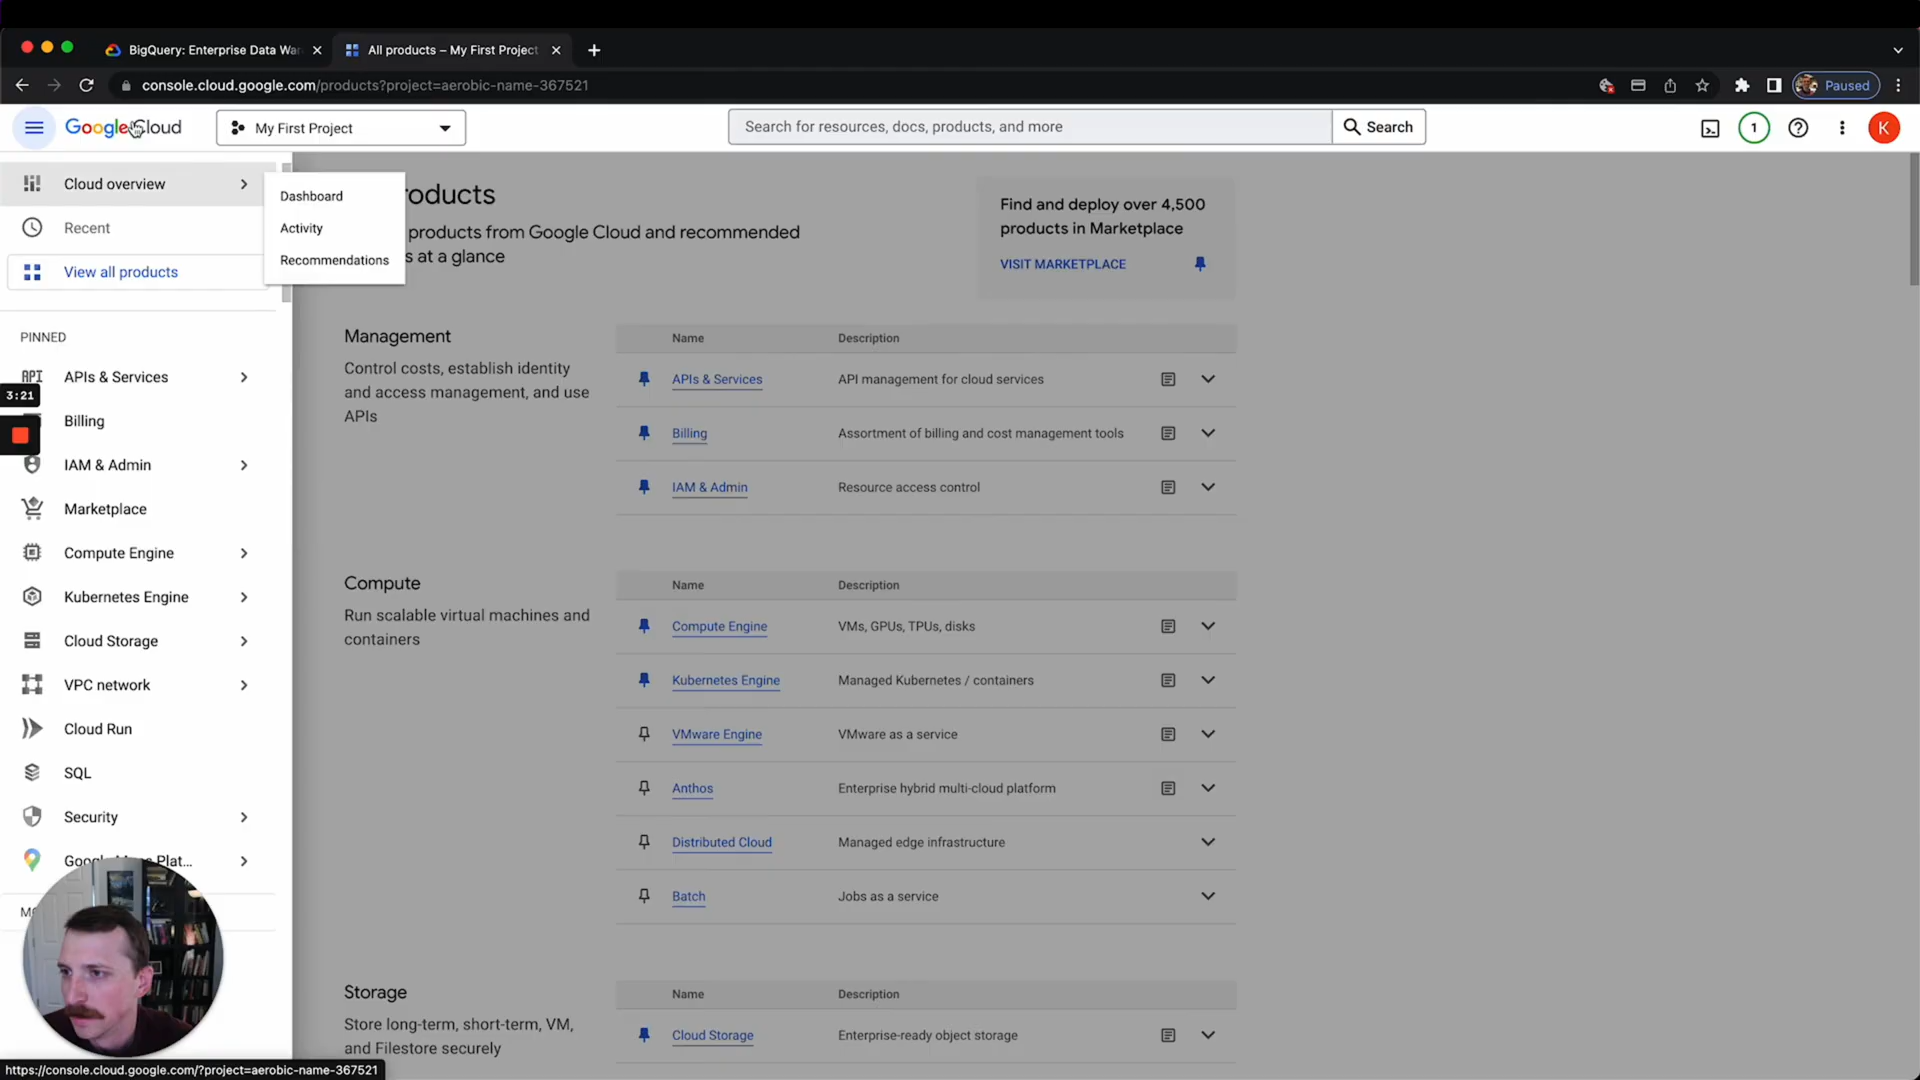 BigQuery: Enterprise Data War
All products – My First Project
console.cloud.google.com/products?project=aerobic-name-367521
Paused
Google Cloud
My First Project
Search for resources, docs, products, and more
Search
1
K
Cloud overview
Recent
View all products
Dashboard
Activity
Recommendations
PINNED
API
APIs & Services
3:21
Billing
IAM & Admin
Marketplace
Compute Engine
Kubernetes Engine
Cloud Storage
VPC network
Cloud Run
SQL
Security
Plat...
oducts
products from Google Cloud and recommended
s at a glance
Find and deploy over 4,500
products in Marketplace
VISIT MARKETPLACE
Management
Control costs, establish identity
and access management, and use
APIs
Name Description
APIs & Services API management for cloud services
Billing Assortment of billing and cost management tools
IAM & Admin Resource access control
Compute
Run scalable virtual machines and
containers
Name Description
Compute Engine VMs, GPUs, TPUs, disks
Kubernetes Engine Managed Kubernetes / containers
VMware Engine VMware as a service
Anthos Enterprise hybrid multi-cloud platform
Distributed Cloud Managed edge infrastructure
Batch Jobs as a service
Storage
Store long-term, short-term, VM,
and Filestore securely
Name Description
Cloud Storage Enterprise-ready object storage
https://console.cloud.google.com/?project=aerobic-name-367521